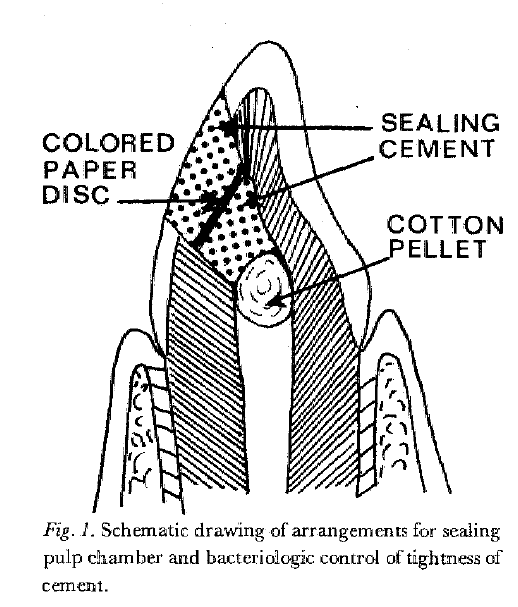 SEALING
CEMENT
COLORED
PAPER
DISC
COTTON
PELLET
Fig. 1. Schematic drawing of arrangements for sealing
pulp chamber and bacteriologic control of tightness of
cement.